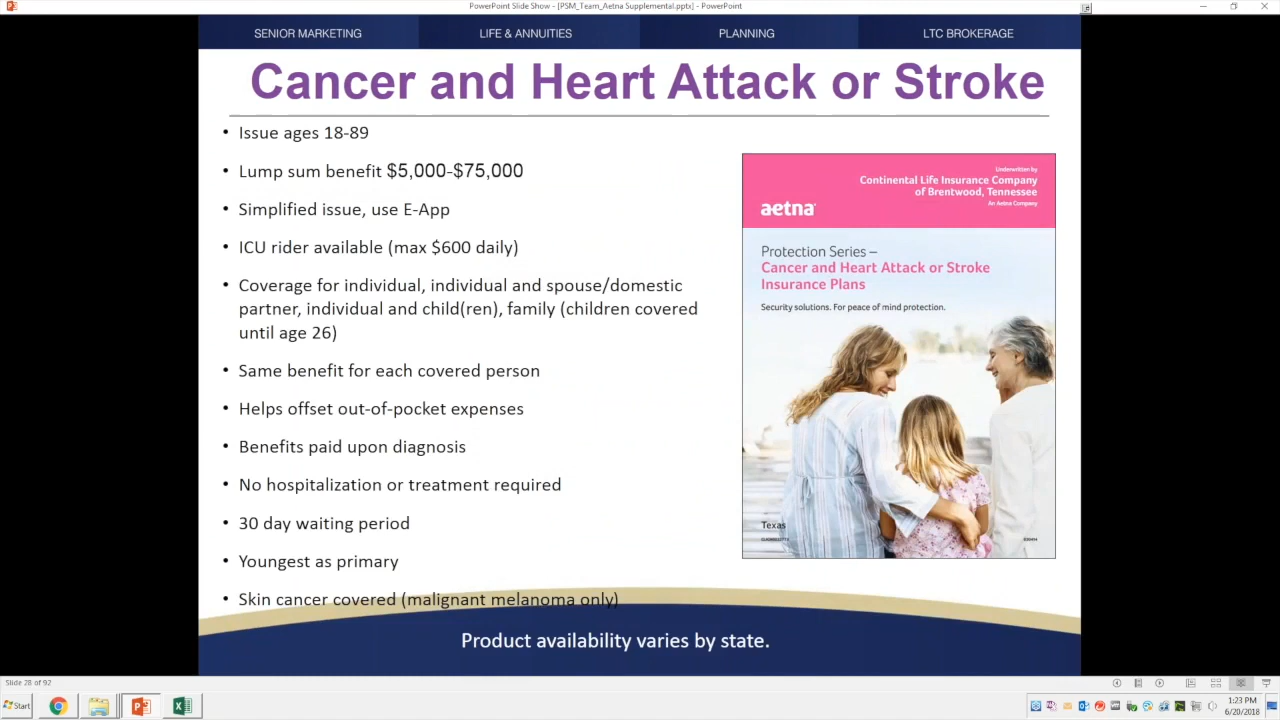 PowerPoint Slide Show - [PSM_Team_Aetna Supplemental.pptx] - PowerPoint
SENIOR MARKETING
LIFE & ANNUITIES
PLANNING
LTC BROKERAGE
Cancer and Heart Attack or Stroke
• Issue ages 18-89
• Lump sum benefit $5,000-$75,000
• Simplified issue, use E-App
• ICU rider available (max $600 daily)
• Coverage for individual, individual and spouse/domestic
partner, individual and child(ren), family (children covered
until age 26)
• Same benefit for each covered person
• Helps offset out-of-pocket expenses
• Benefits paid upon diagnosis
• No hospitalization or treatment required
• 30 day waiting period
• Youngest as primary
• Skin cancer covered (malignant melanoma only)
Underwritten by
Continental Life Insurance Company
of Brentwood, Tennessee
An Aetna Company
aetna
Protection Series –
Cancer and Heart Attack or Stroke
Insurance Plans
Security solutions. For peace of mind protection.
Texas
Product availability varies by state.
Slide 28 of 92
Start
1:23 PM
6/20/2018